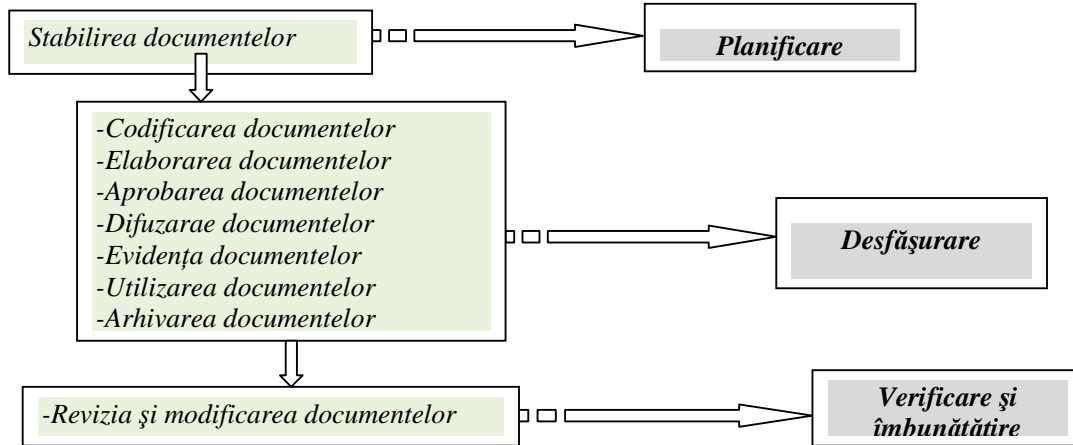 Stabilirea documentelor
Planificare
-Codificarea documentelor
-Elaborarea documentelor
-Aprobarea documentelor
-Difuzarae documentelor
-Evidența documentelor
-Utilizarea documentelor
-Arhivarea documentelor
Desfăşurare
-Revizia şi modificarea documentelor
Verificare şi
îmbunătăţire